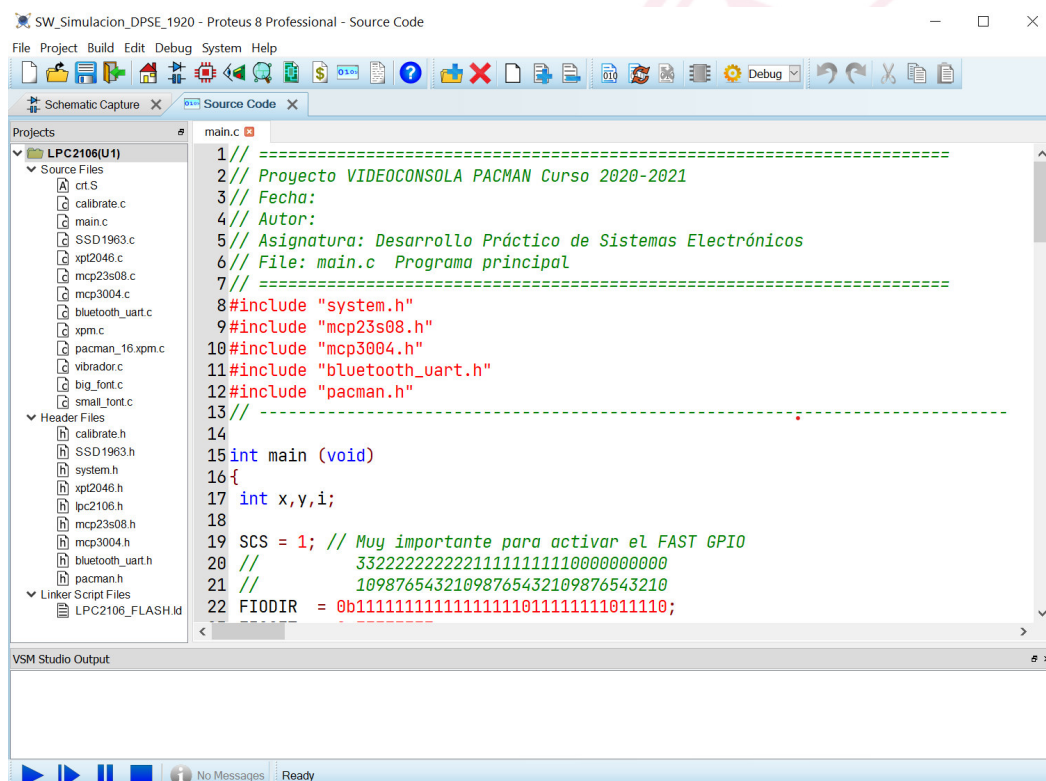 SW_Simulacion_DPSE_1920 - Proteus 8 Professional - Source Code
File Project Build Edit Debug System Help
Debug
Schematic Capture
Source Code
Projects
main.c
LPC2106(U1)
Source Files
crt.S
calibrate.c
main.c
SSD1963.c
xpt2046.c
mcp23s08.c
mcp3004.c
bluetooth_uart.c
xpm.c
pacman_16.xpm.c
vibrador.c
big_font.c
small_font.c
Header Files
calibrate.h
SSD1963.h
system.h
xpt2046.h
lpc2106.h
mcp23s08.h
mcp3004.h
bluetooth_uart.h
pacman.h
Linker Script Files
LPC2106_FLASH.ld
1 // =======================================================================
2 // Proyecto VIDEOCONSOLA PACMAN Curso 2020-2021
3 // Fecha:
4 // Autor:
5 // Asignatura: Desarrollo Práctico de Sistemas Electrónicos
6 // File: main.c  Programa principal
7 // =======================================================================
8 #include "system.h"
9 #include "mcp23s08.h"
10 #include "mcp3004.h"
11 #include "bluetooth_uart.h"
12 #include "pacman.h"
13 // -----------------------------------------------------------------------------
14
15 int main (void)
16 {
17 int x,y,i;
18
19 SCS = 1; // Muy importante para activar el FAST GPIO
20 //          33222222222211111111110000000000
21 //          10987654321098765432109876543210
22 FIODIR  = 0b11111111111111111011111111011110;
VSM Studio Output
No Messages
Ready